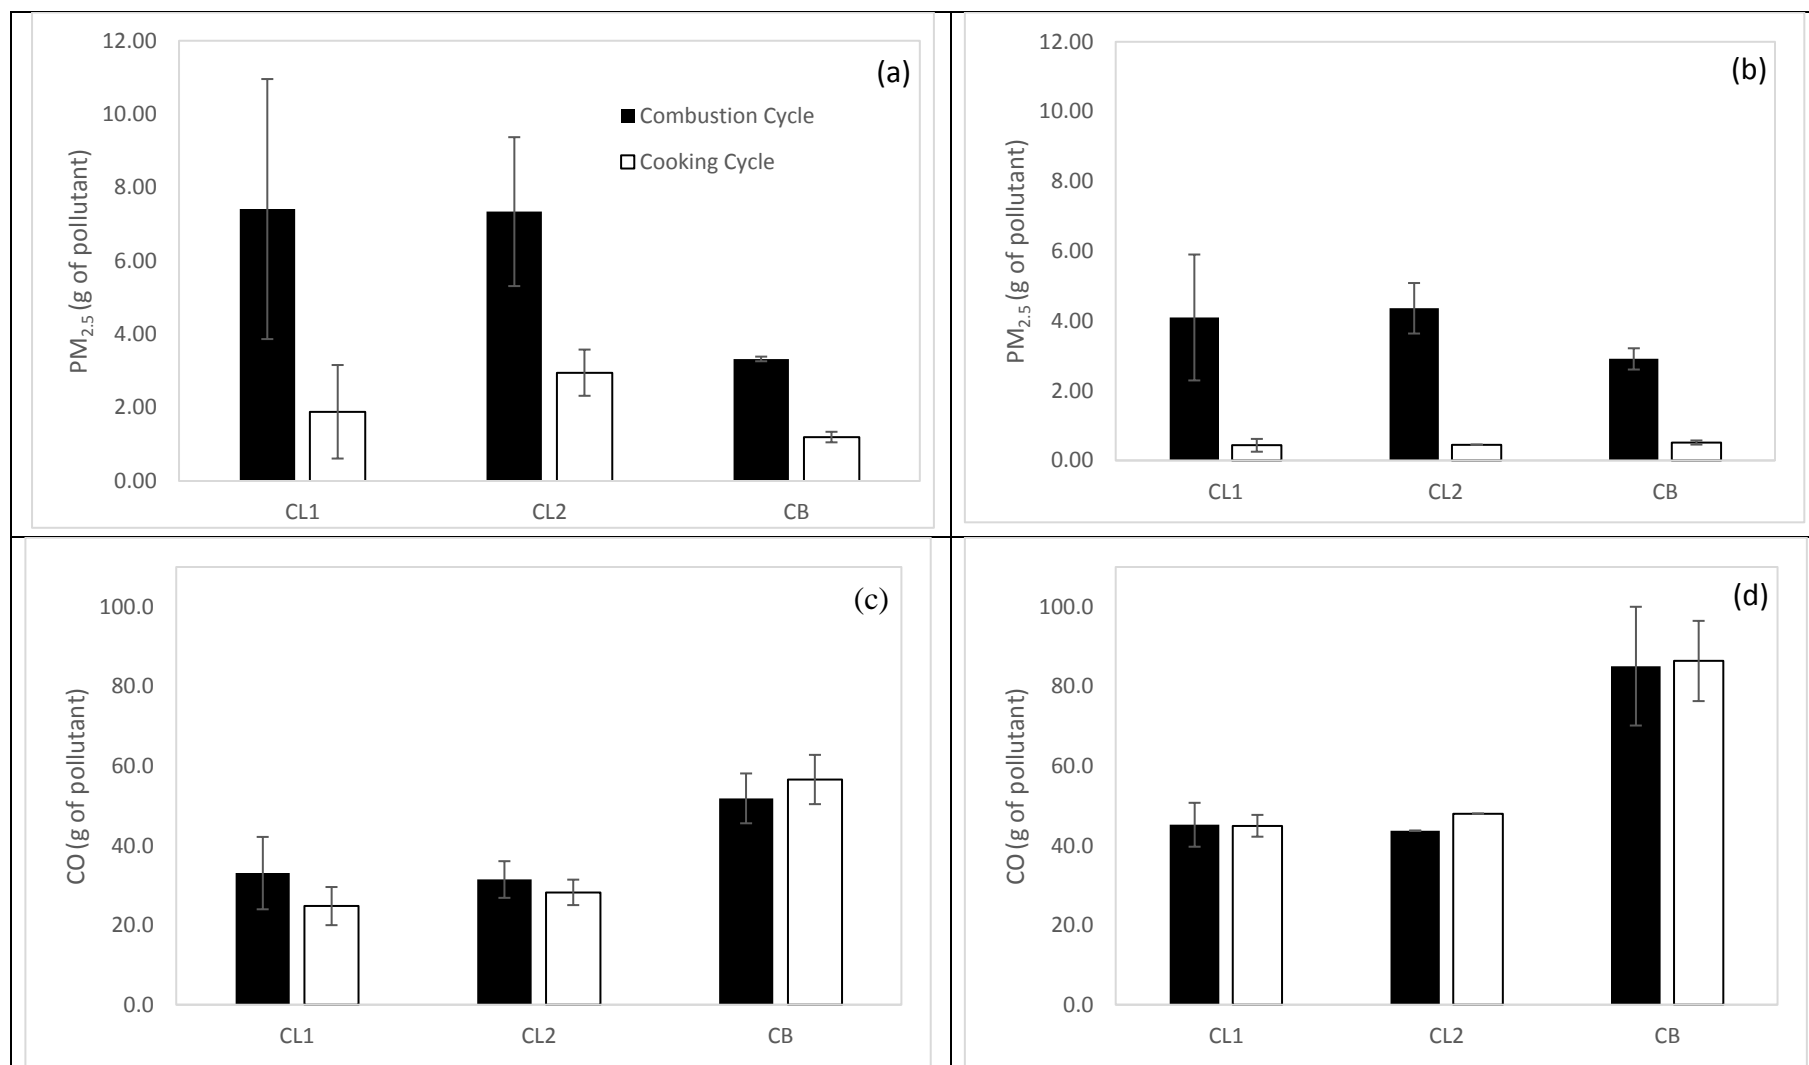 12.00
10.00
8.00
6.00
4.00
2.00
0.00
PM2.5 (g of pollutant)
(a)
Combustion Cycle
Cooking Cycle
CL1 CL2 CB
12.00
10.00
8.00
6.00
4.00
2.00
0.00
PM2.5 (g of pollutant)
(b)
CL1 CL2 CB
100.0
80.0
60.0
40.0
20.0
0.0
CO (g of pollutant)
(c)
CL1 CL2 CB
100.0
80.0
60.0
40.0
20.0
0.0
CO (g of pollutant)
(d)
CL1 CL2 CB